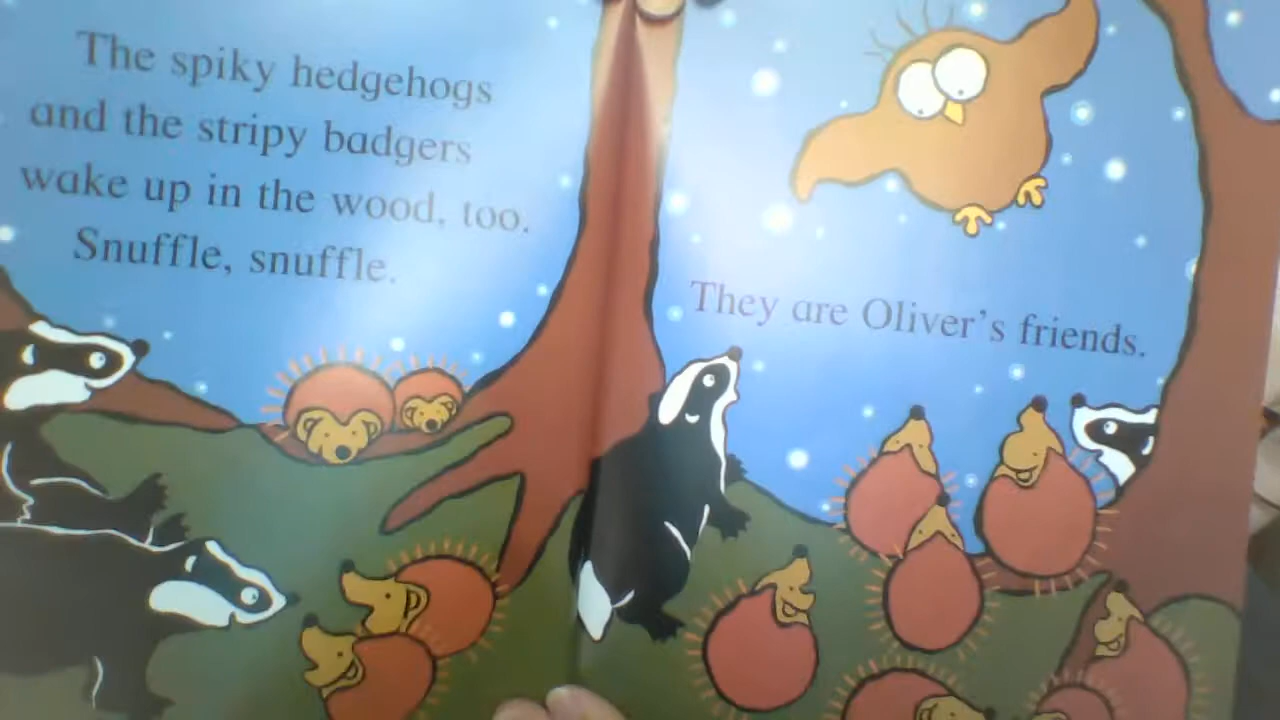 The spiky hedgehogs
and the stripy badgers
wake up in the wood, too.
Snuffle, snuffle.
They are Oliver's friends.